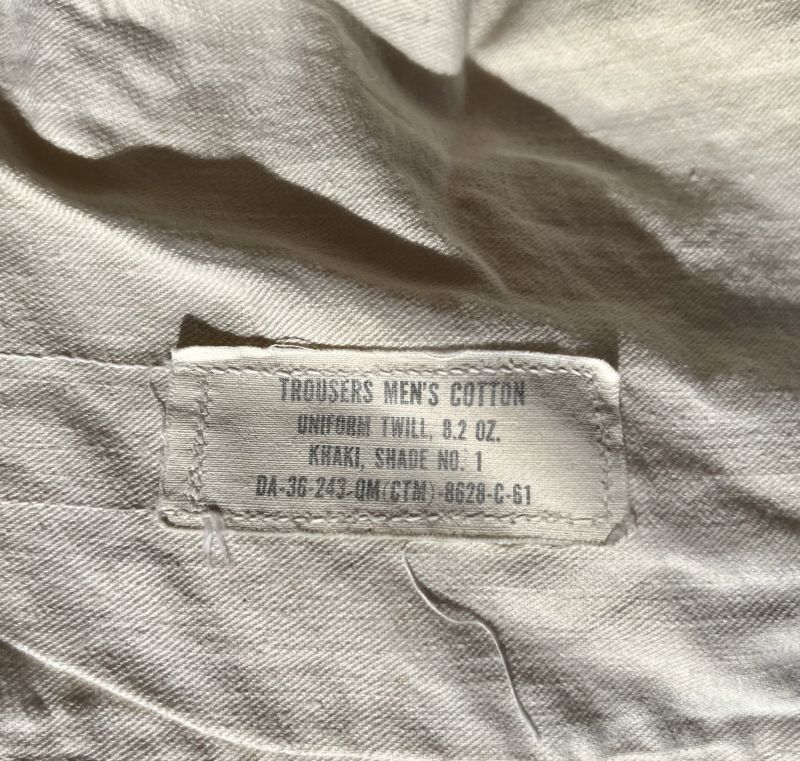 TROUSERS MEN'S COTTON
UNIFORM TWILL, 8.2 OZ.
KHAKI, SHADE NO. 1
DA-36-243-QM(CTM)-8628-C-61